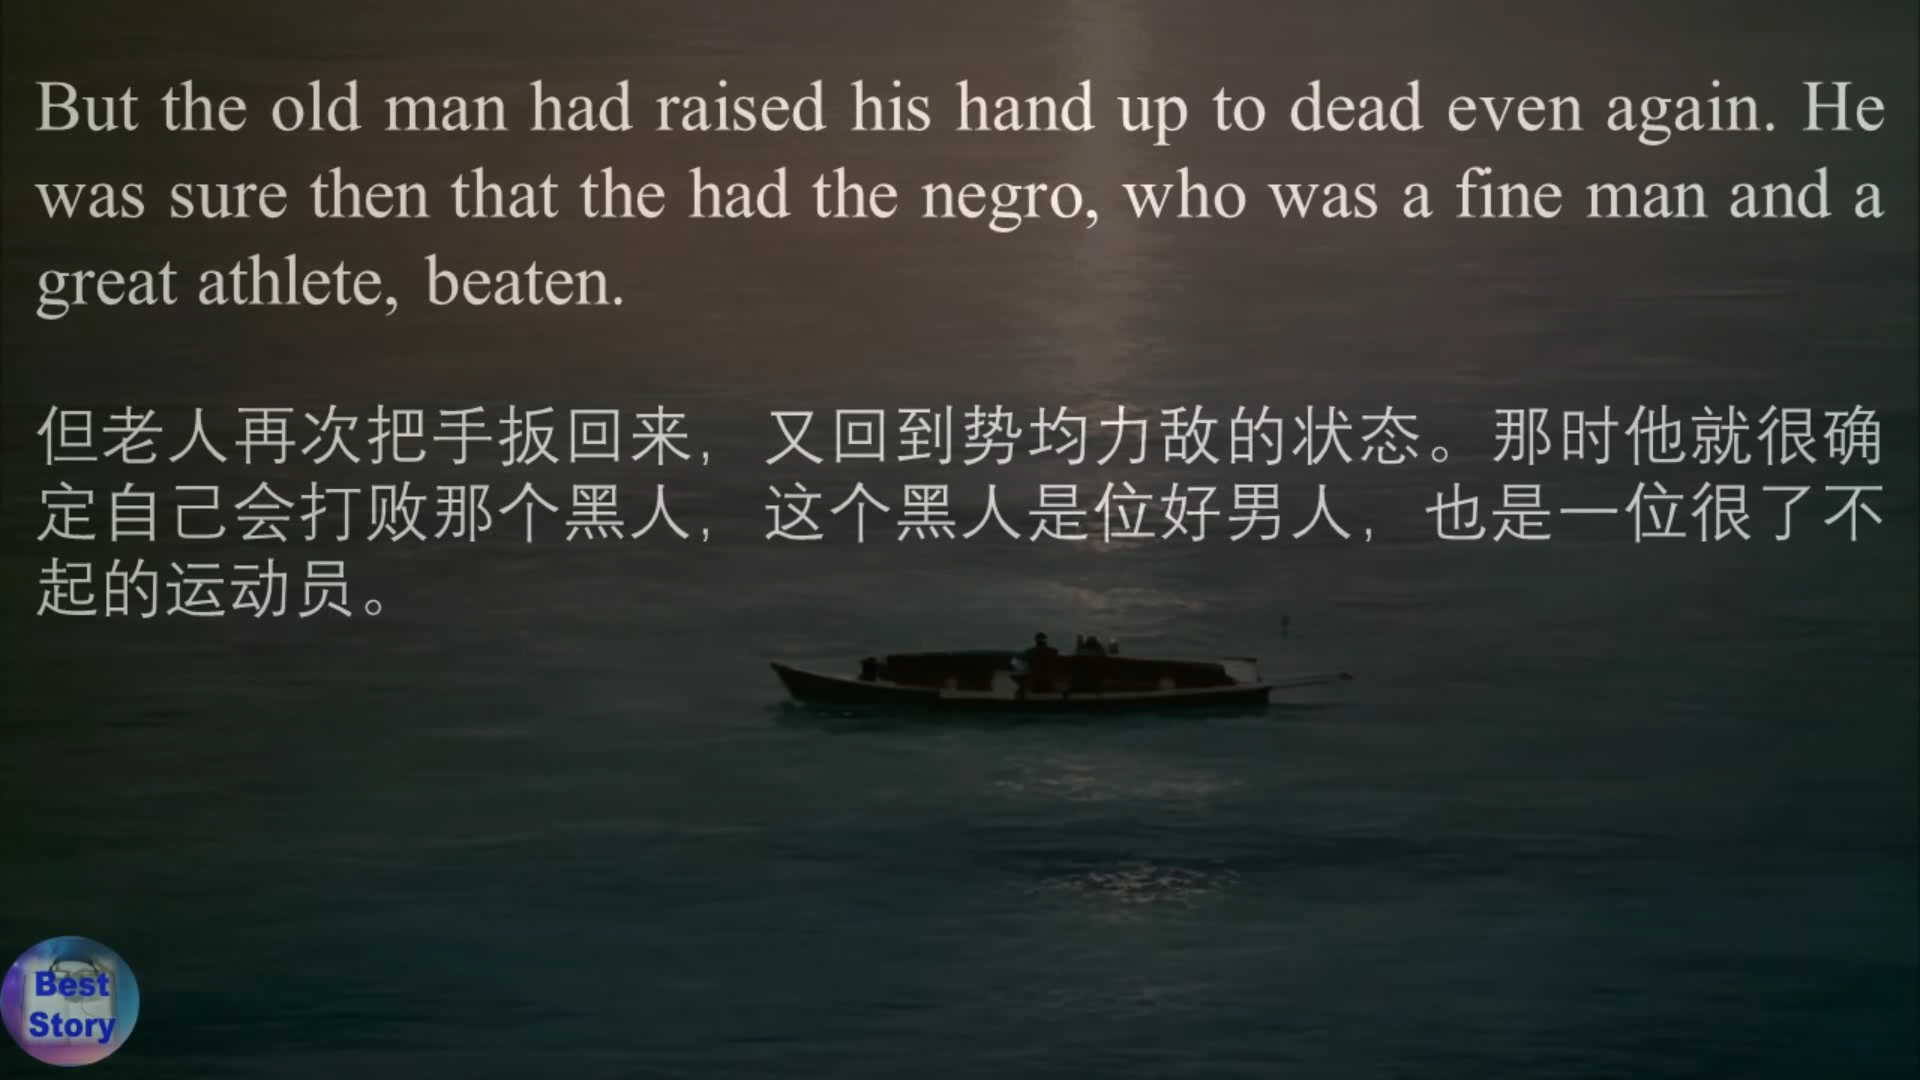 But the old man had raised his hand up to dead even again. He
was sure then that the had the negro, who was a fine man and a
great athlete, beaten.
但老人再次把手扳回来，又回到势均力敌的状态。那时他就很确
定自己会打败那个黑人，这个黑人是位好男人，也是一位很了不
起的运动员。
Best
Story